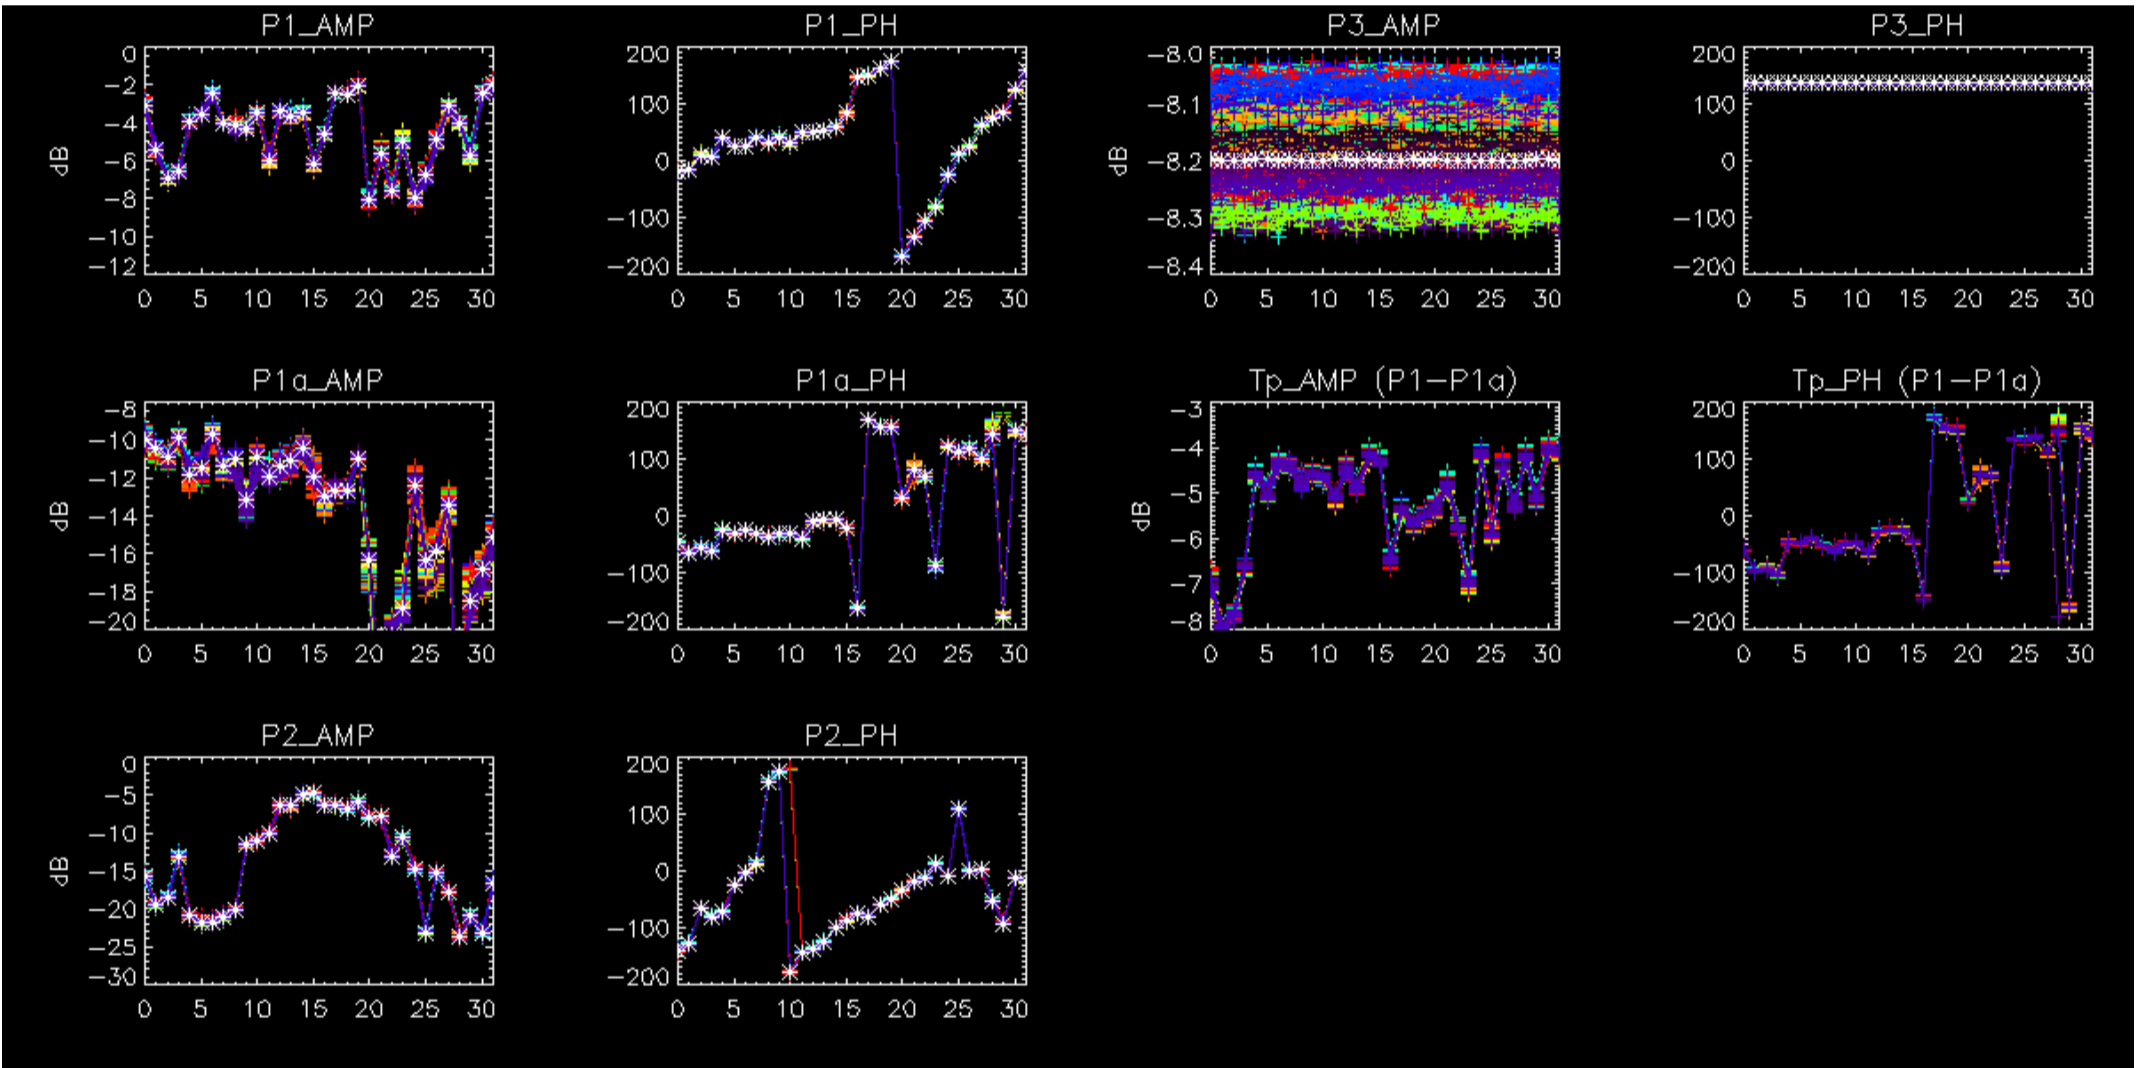 P1_AMP
0
-2
-4
-6
-8
-10
-12
dB
0 5 10 15 20 25 30
P1_PH
200
100
0
-100
-200
0 5 10 15 20 25 30
P3_AMP
-8.0
-8.1
-8.2
-8.3
-8.4
dB
0 5 10 15 20 25 30
P3_PH
200
100
0
-100
-200
0 5 10 15 20 25 30
P1a_AMP
-8
-10
-12
-14
-16
-18
-20
dB
0 5 10 15 20 25 30
P1a_PH
200
100
0
-100
-200
0 5 10 15 20 25 30
Tp_AMP (P1-P1a)
-3
-4
-5
-6
-7
-8
dB
0 5 10 15 20 25 30
Tp_PH (P1-P1a)
200
100
0
-100
-200
0 5 10 15 20 25 30
P2_AMP
0
-5
-10
-15
-20
-25
-30
dB
0 5 10 15 20 25 30
P2_PH
200
100
0
-100
-200
0 5 10 15 20 25 30